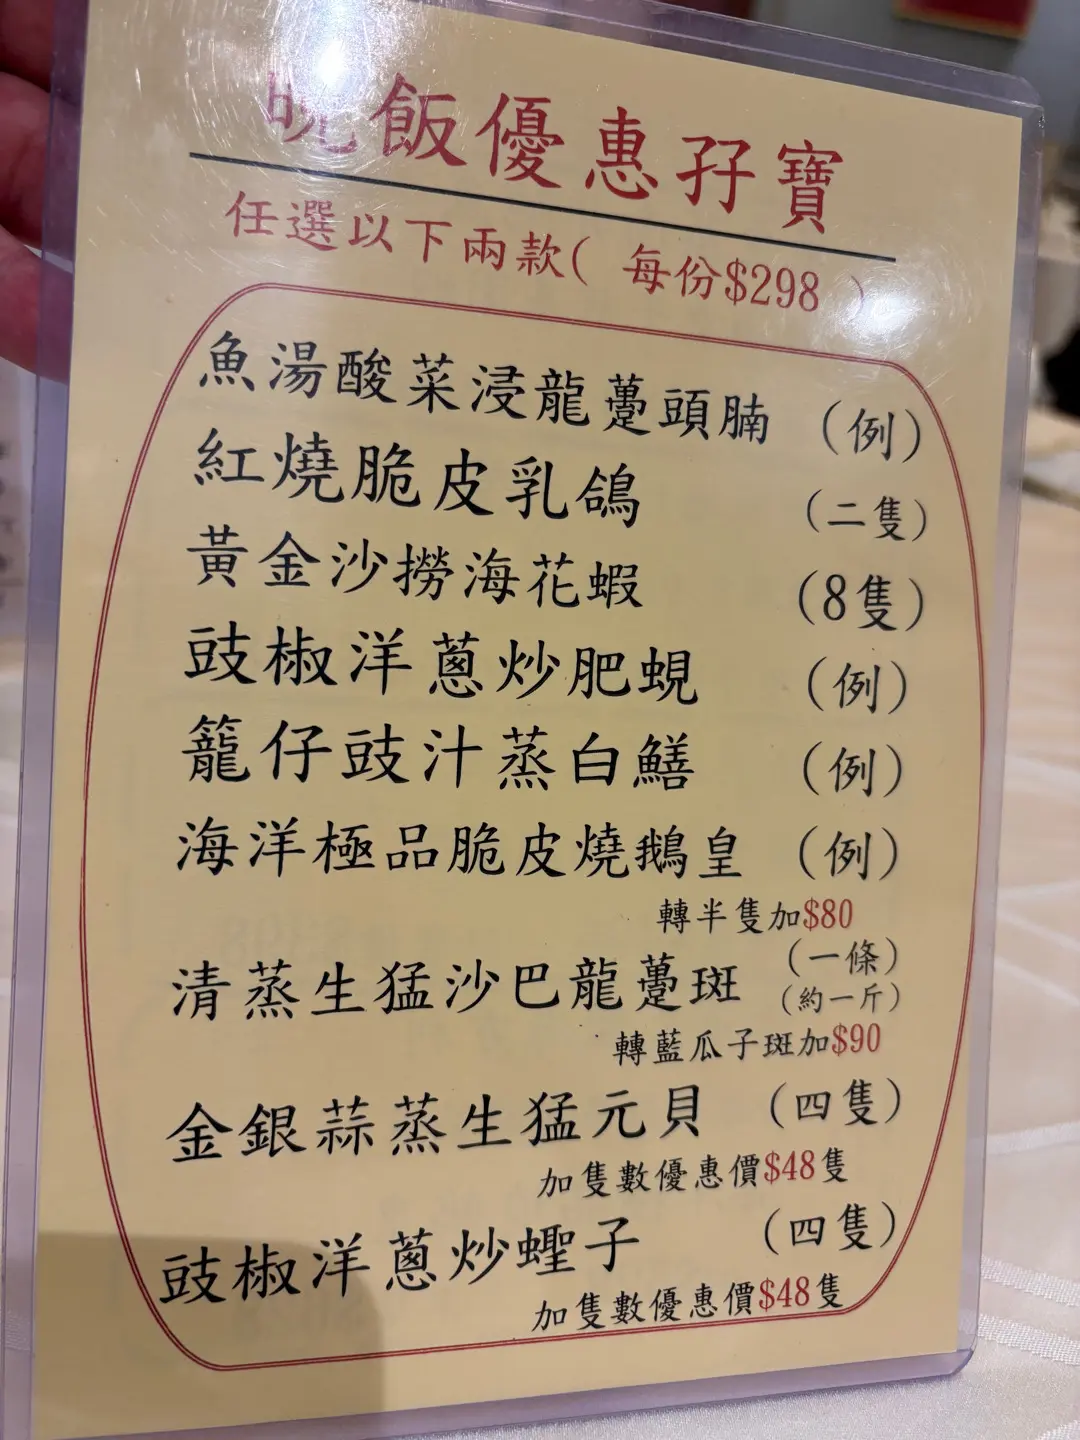 晚飯優惠孖寶
任選以下兩款( 每份$298 )
魚湯酸菜浸龍躉頭腩 (例)
紅燒脆皮乳鴿 (二隻)
黃金沙撈海花蝦 (8隻)
豉椒洋蔥炒肥蜆 (例)
籠仔豉汁蒸白鱔 (例)
海洋極品脆皮燒鵝皇 (例)
轉半隻加$80
清蒸生猛沙巴龍躉斑 (一條)
(約一斤)
轉藍瓜子斑加$90
金銀蒜蒸生猛元貝 (四隻)
加隻數優惠價$48隻
豉椒洋蔥炒蟶子 (四隻)
加隻數優惠價$48隻